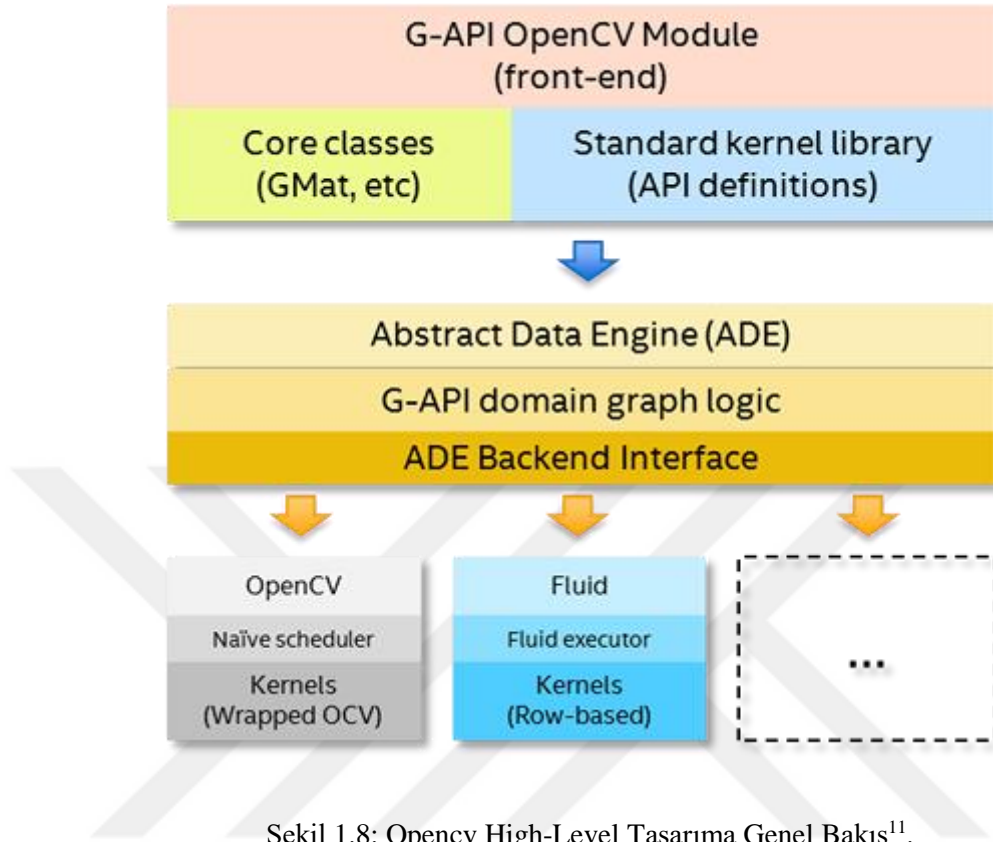 G-API OpenCV Module
(front-end)
Core classes
(GMat, etc)
Standard kernel library
(API definitions)
Abstract Data Engine (ADE)
G-API domain graph logic
ADE Backend Interface
OpenCV
Naïve scheduler
Kernels
(Wrapped OCV)
Fluid
Fluid executor
Kernels
(Row-based)
...
Şekil 1.8: Opencv High-Level Tasarıma Genel Bakış¹¹.